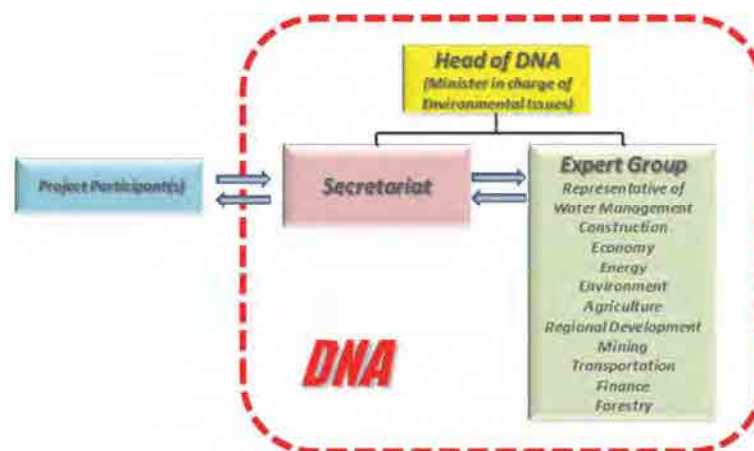 Head of DNA
(Minister in charge of
Environmental Issues)
Project Participant(s)
Secretariat
Expert Group
Representative of
Water Management
Construction
Economy
Energy
Environment
Agriculture
Regional Development
Mining
Transportation
Finance
Forestry
DNA